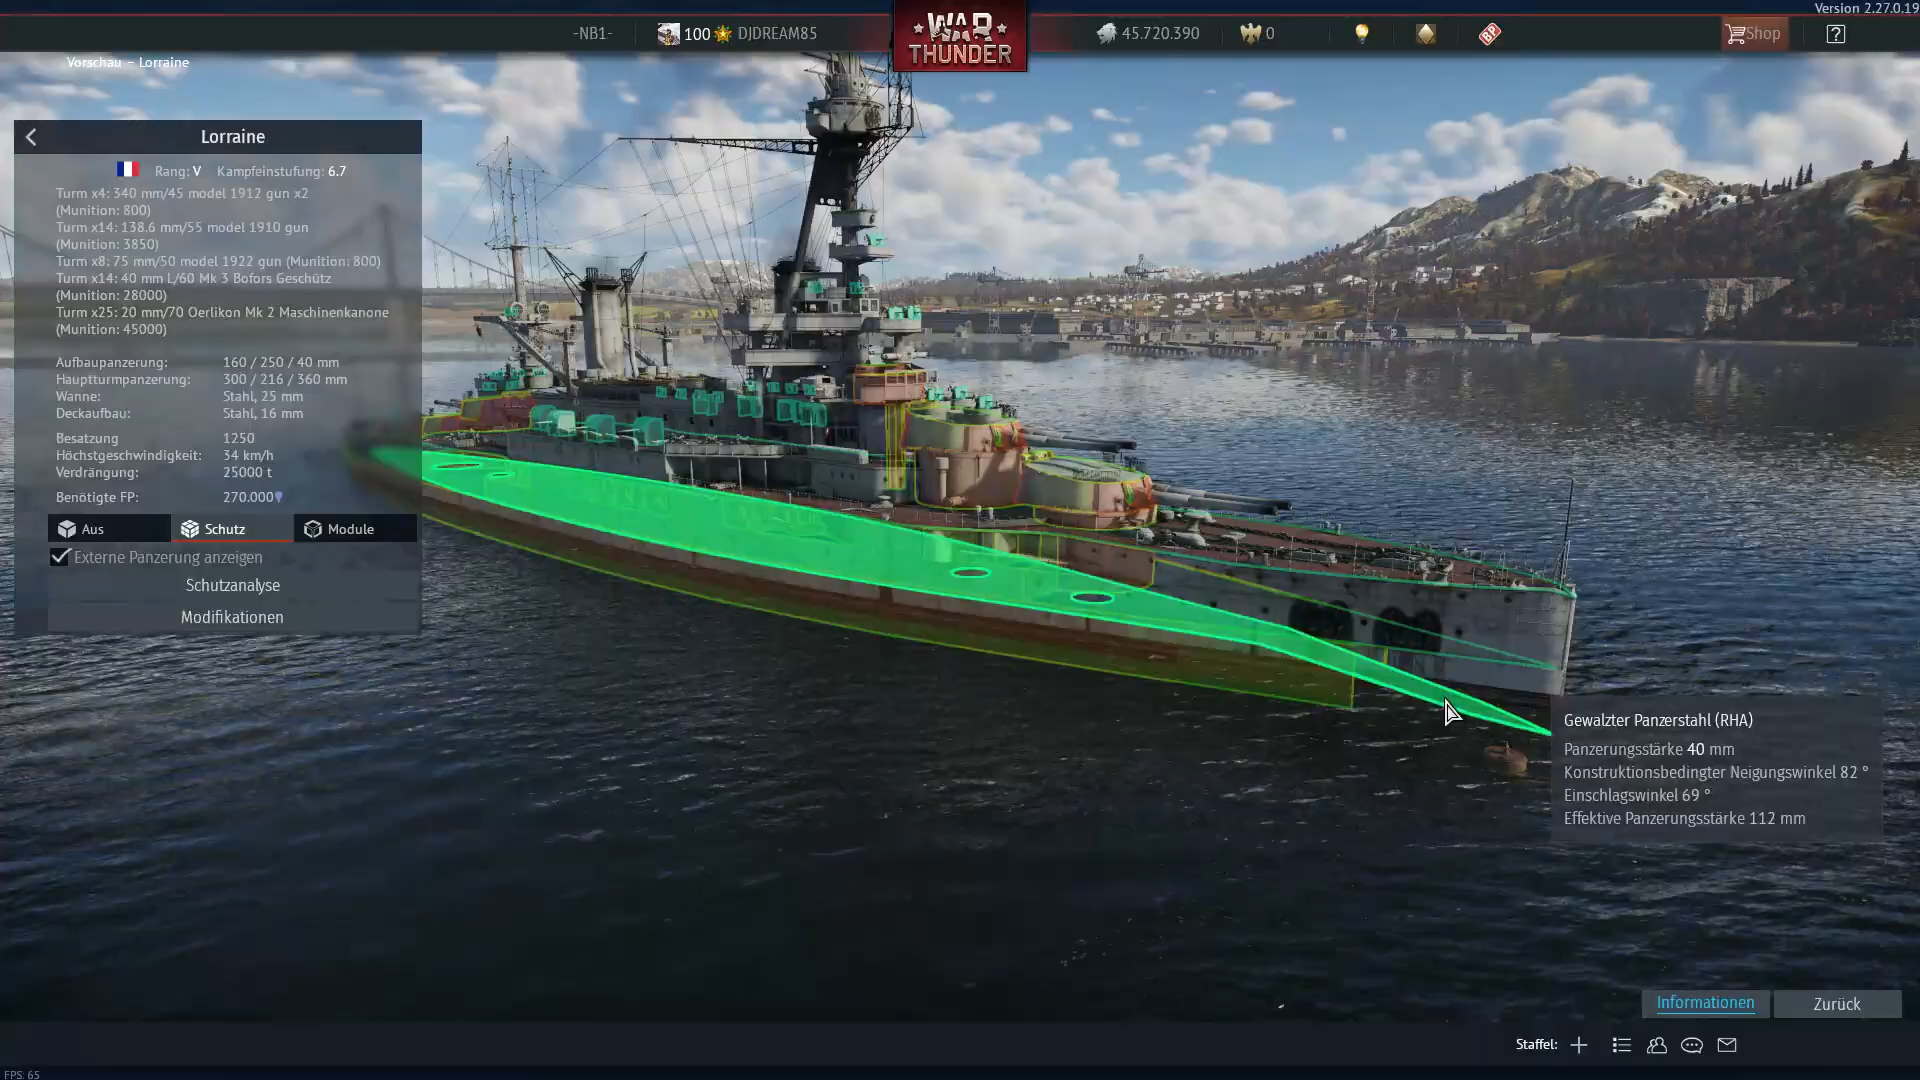 Version 2.27.0.19
-NB1-
100 DJDREAM85
WAR THUNDER
45.720.390
0
BP
Shop
?
Vorschau – Lorraine
Lorraine
Rang: V Kampfeinstufung: 6.7
Turm x4: 340 mm/45 model 1912 gun x2
(Munition: 800)
Turm x14: 138.6 mm/55 model 1910 gun
(Munition: 3850)
Turm x8: 75 mm/50 model 1922 gun (Munition: 800)
Turm x14: 40 mm L/60 Mk 3 Bofors Geschütz
(Munition: 28000)
Turm x25: 20 mm/70 Oerlikon Mk 2 Maschinenkanone
(Munition: 45000)
Aufbaupanzerung: 160 / 250 / 40 mm
Hauptturmpanzerung: 300 / 216 / 360 mm
Wanne: Stahl, 25 mm
Deckaufbau: Stahl, 16 mm
Besatzung 1250
Höchstgeschwindigkeit: 34 km/h
Verdrängung: 25000 t
Benötigte FP: 270.000
Aus Schutz Module
Externe Panzerung anzeigen
Schutzanalyse
Modifikationen
Gewalzter Panzerstahl (RHA)
Panzerungsstärke 40 mm
Konstruktionsbedingter Neigungswinkel 82 °
Einschlagswinkel 69 °
Effektive Panzerungsstärke 112 mm
Informationen
Zurück
Staffel:
FPS: 65